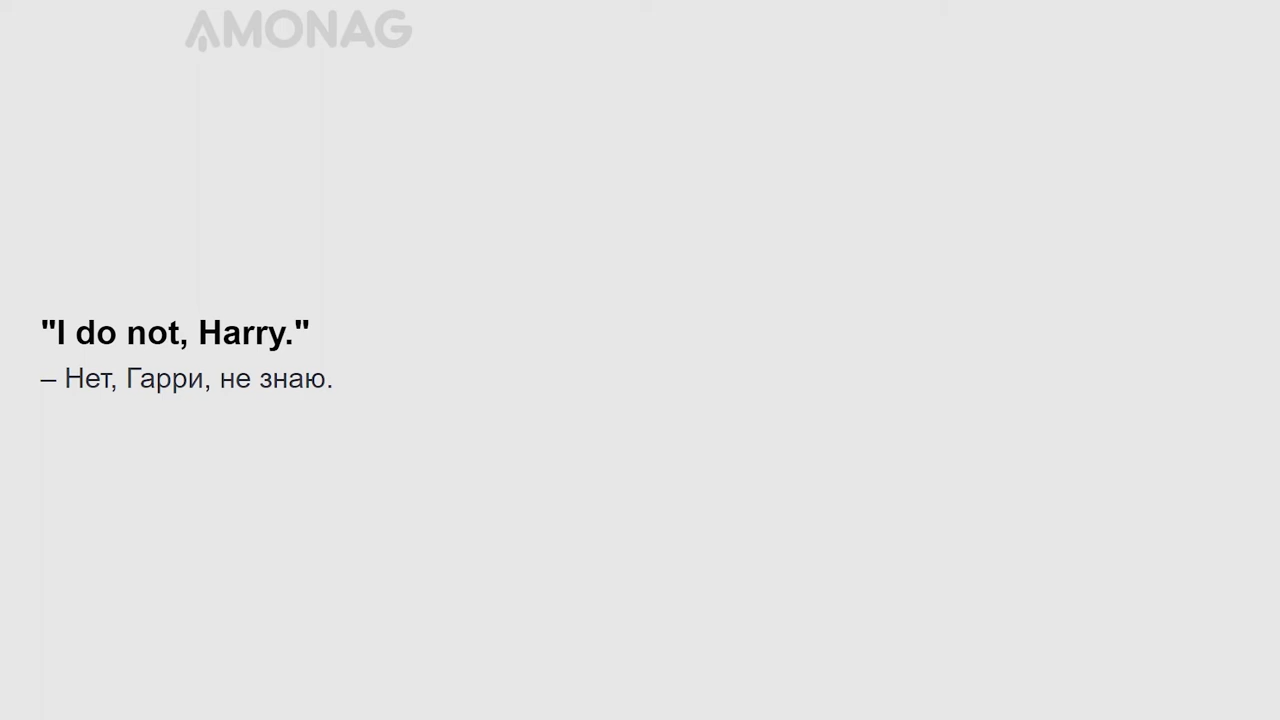 AMONAG
"I do not, Harry."
– Нет, Гарри, не знаю.